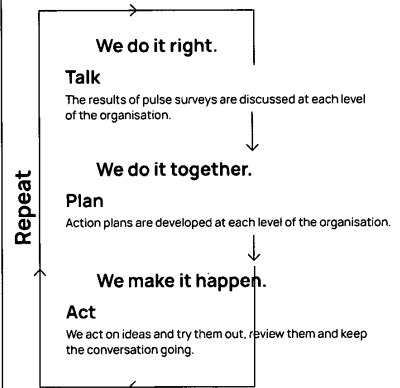 We do it right.
Talk
The results of pulse surveys are discussed at each level
of the organisation.
We do it together.
Plan
Action plans are developed at each level of the organisation.
Repeat
We make it happen.
Act
We act on ideas and try them out, review them and keep
the conversation going.